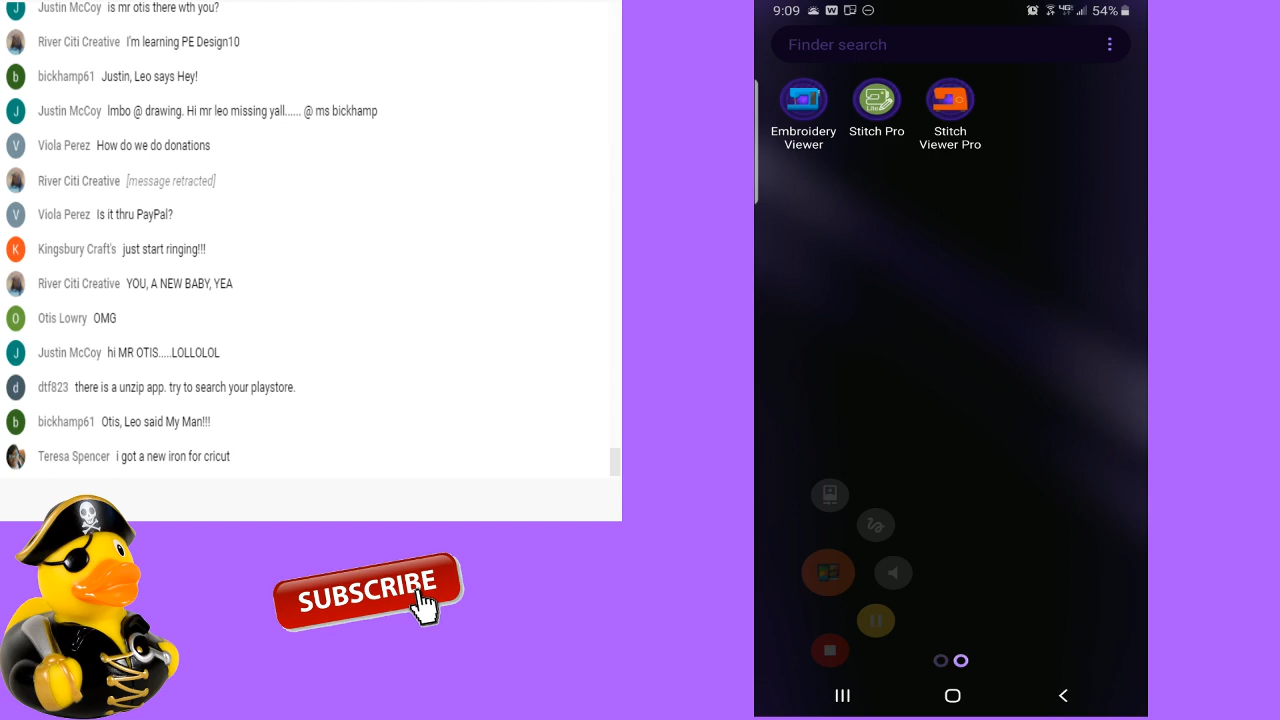 Justin McCoy is mr otis there wth you?
River Citi Creative I'm learning PE Design10
b bickhamp61 Justin, Leo says Hey!
J Justin McCoy lmbo @ drawing. Hi mr leo missing yall...... @ ms bickhamp
V Viola Perez How do we do donations
River Citi Creative [message retracted]
V Viola Perez Is it thru PayPal?
K Kingsbury Craft's just start ringing!!!
River Citi Creative YOU, A NEW BABY, YEA
O Otis Lowry OMG
J Justin McCoy hi MR OTIS.....LOLLOLOL
d dtf823 there is a unzip app. try to search your playstore.
b bickhamp61 Otis, Leo said My Man!!!
Teresa Spencer i got a new iron for cricut
SUBSCRIBE
9:09 W 4G 54%
Finder search
Lite
Embroidery
Viewer
Stitch Pro
Stitch
Viewer Pro